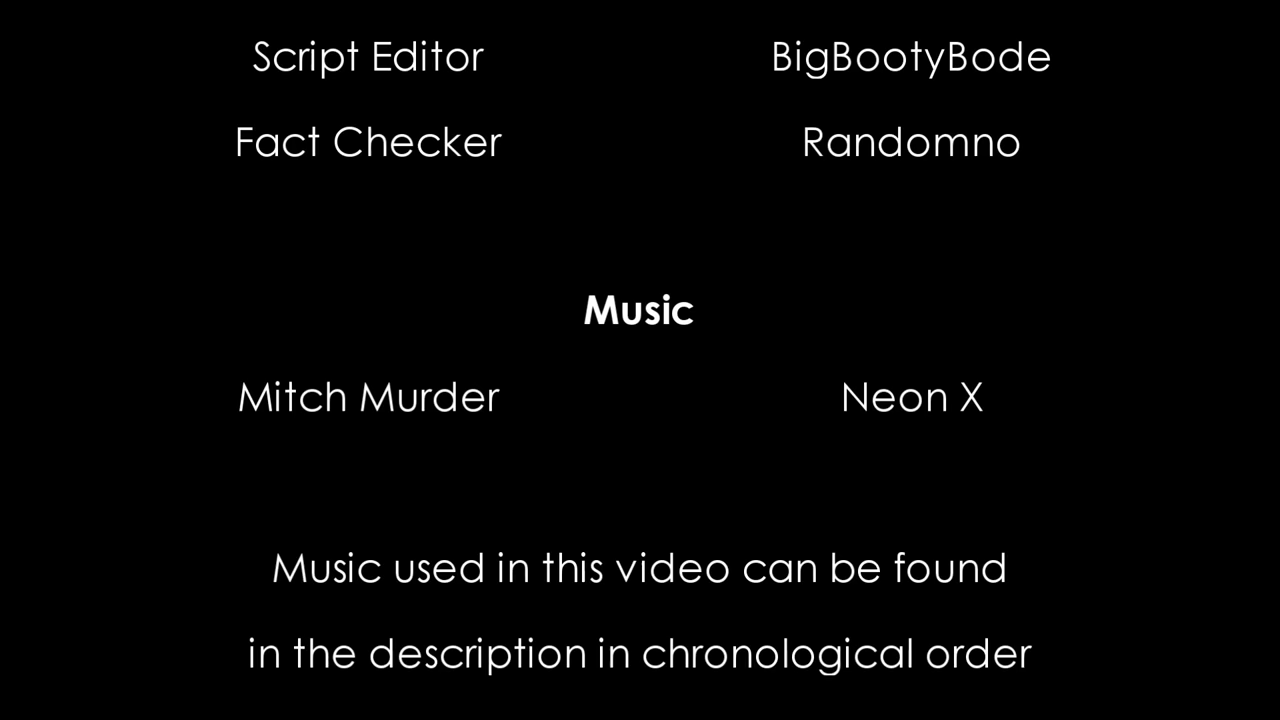 Script Editor BigBootyBode
Fact Checker Randomno
Music
Mitch Murder Neon X
Music used in this video can be found
in the description in chronological order